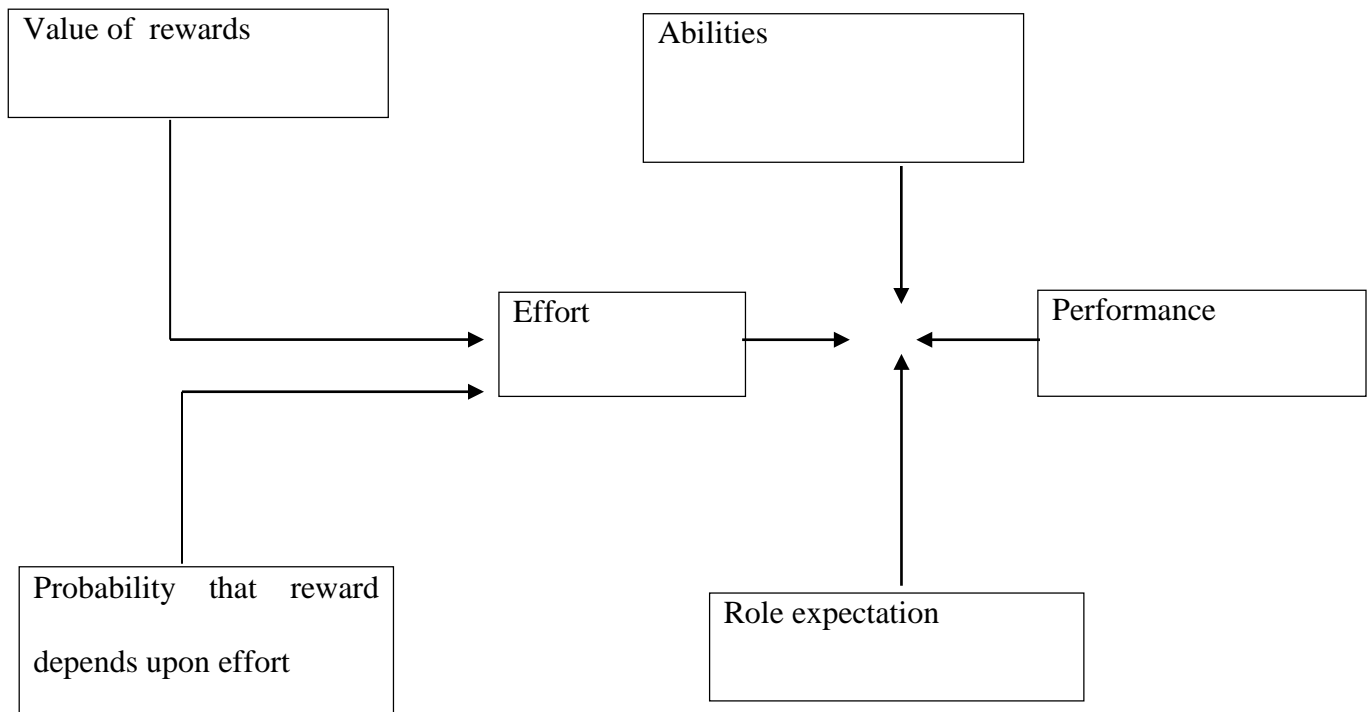 Value of rewards
Abilities
Effort
Performance
Probability that reward
depends upon effort
Role expectation